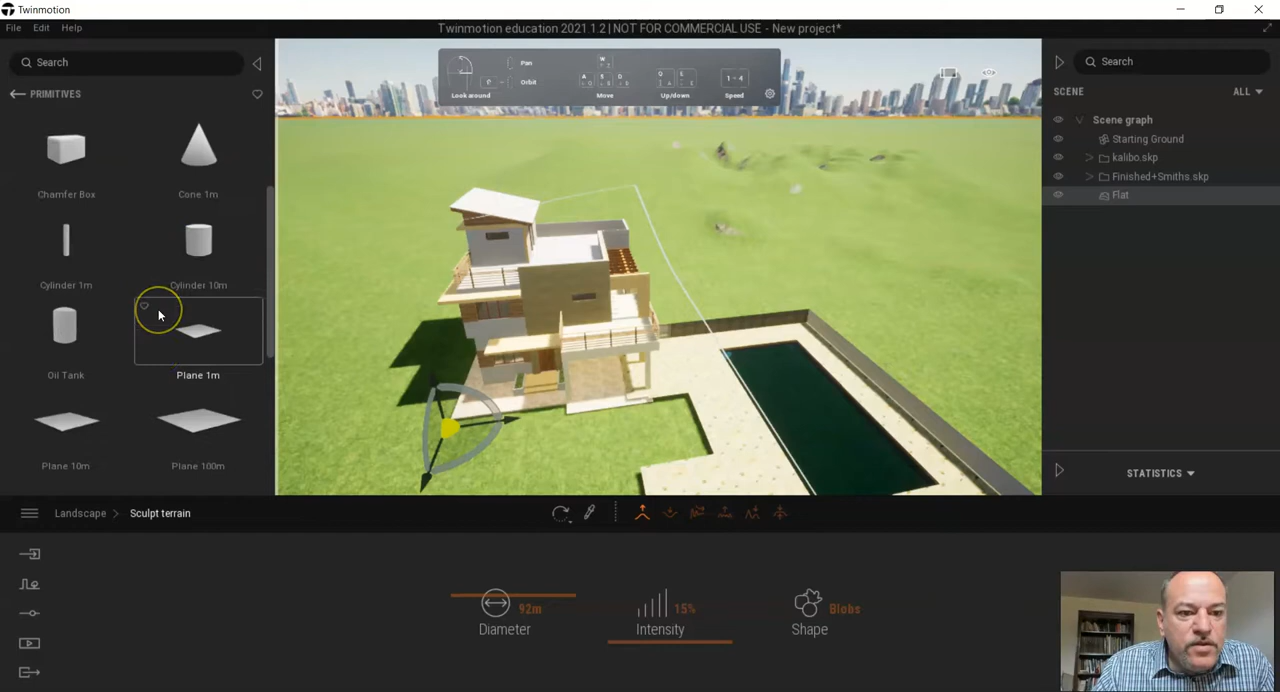 Twinmotion
File Edit Help
Twinmotion education 2021.1.2 | NOT FOR COMMERCIAL USE - New project*
Search
PRIMITIVES
Chamfer Box
Cone 1m
Cylinder 1m
Cylinder 10m
Oil Tank
Plane 1m
Plane 10m
Plane 100m
Look around
Pan
Orbit
W
A S D
Move
Q E
Up/down
1 - 4
Speed
Search
SCENE
ALL
Scene graph
Starting Ground
kalibo.skp
Finished+Smiths.skp
Flat
STATISTICS
Landscape > Sculpt terrain
92m
Diameter
15%
Intensity
Blobs
Shape